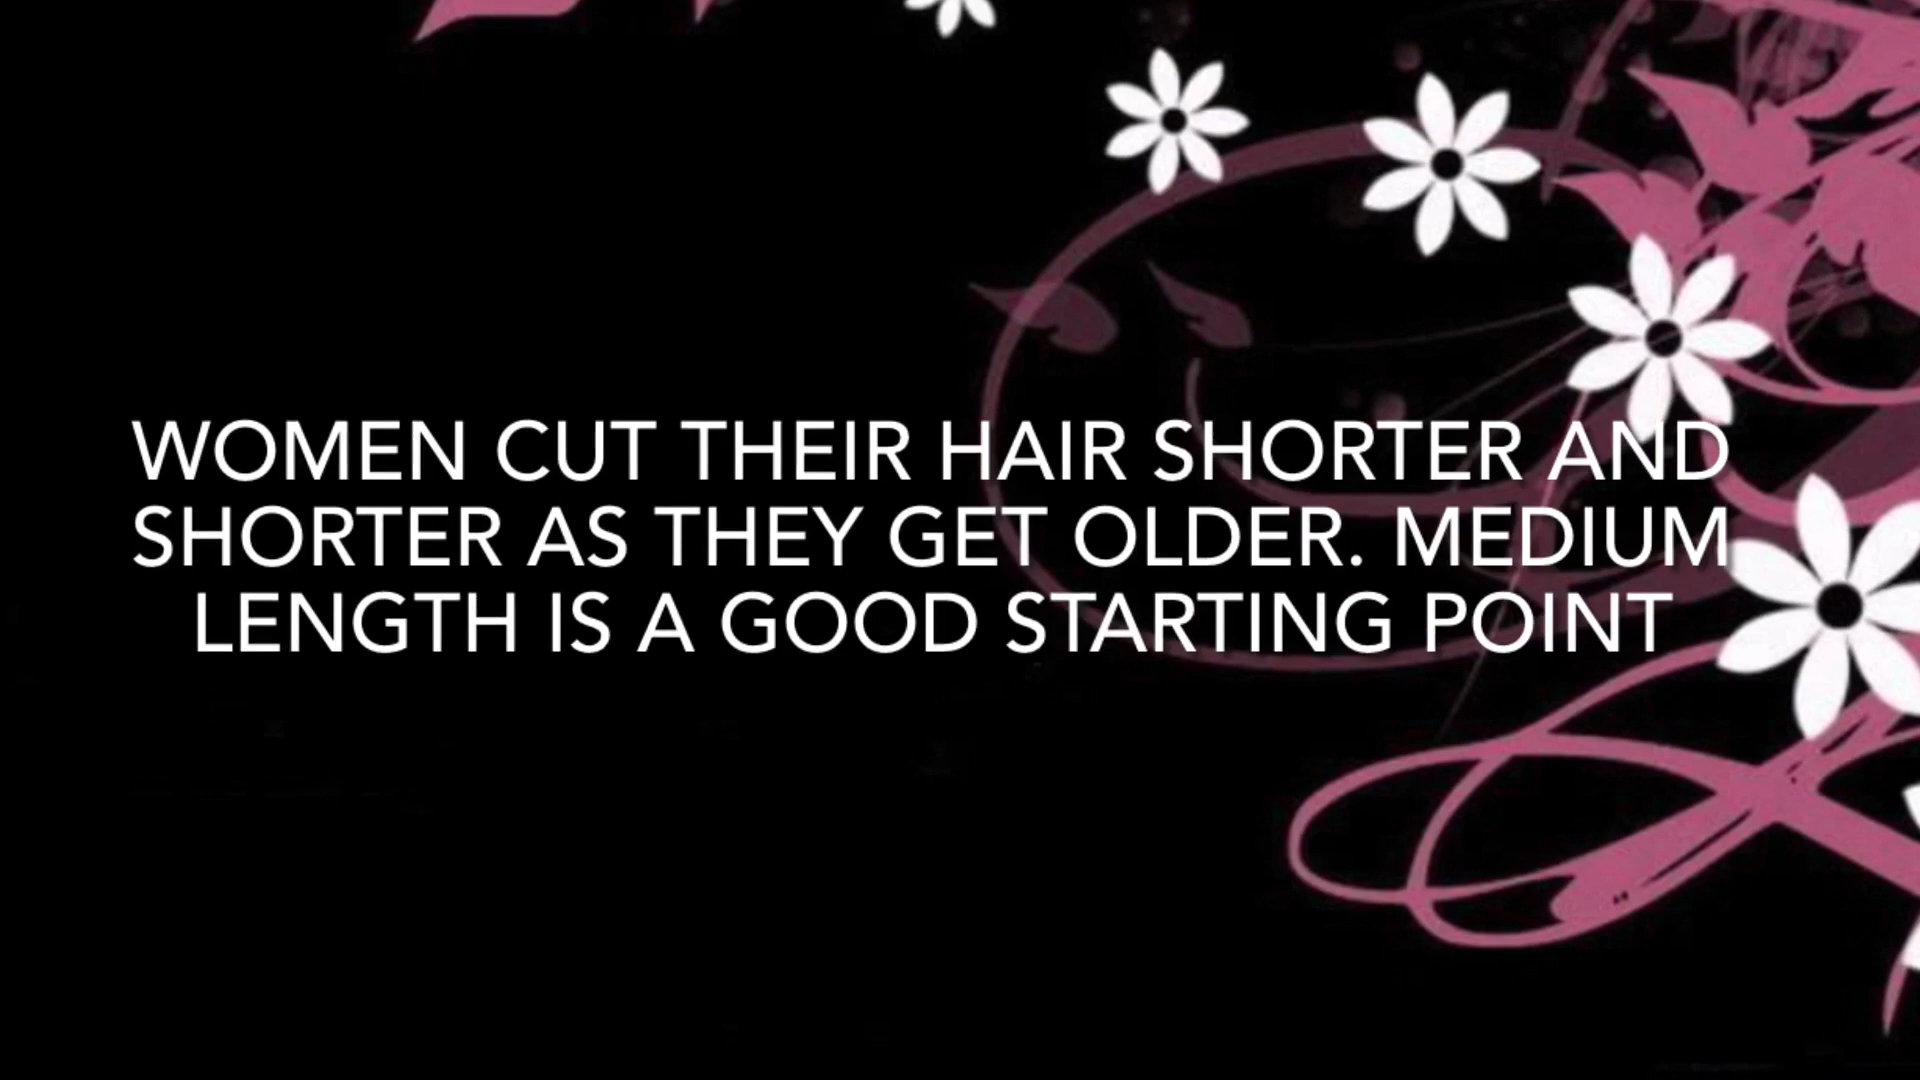 WOMEN CUT THEIR HAIR SHORTER AND
SHORTER AS THEY GET OLDER. MEDIUM
LENGTH IS A GOOD STARTING POINT